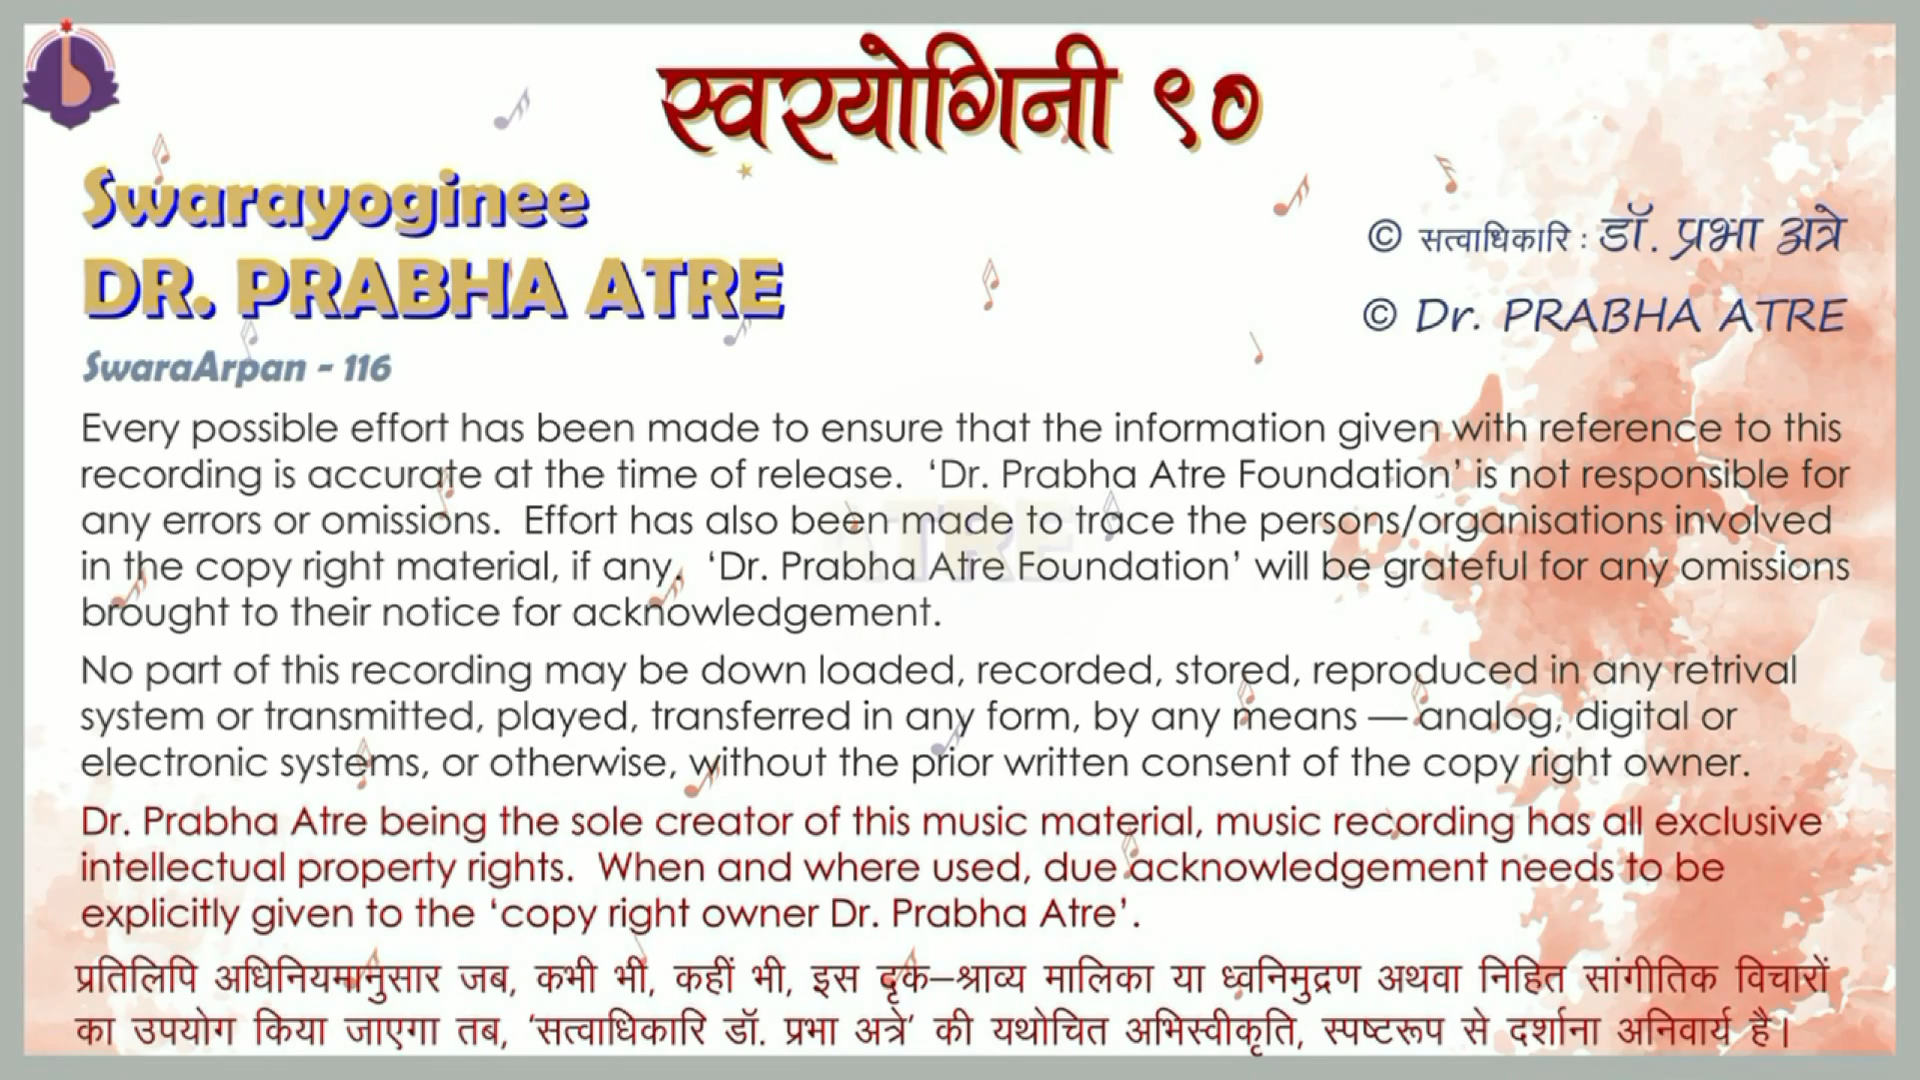 स्वरयोगिनी ९०
Swarayoginee
DR. PRABHA ATRE
© सत्वाधिकारि : डॉ. प्रभा अत्रे
© Dr. PRABHA ATRE
SwaraArpan - 116
Every possible effort has been made to ensure that the information given with reference to this
recording is accurate at the time of release. ‘Dr. Prabha Atre Foundation’ is not responsible for
any errors or omissions. Effort has also been made to trace the persons/organisations involved
in the copy right material, if any. ‘Dr. Prabha Atre Foundation’ will be grateful for any omissions
brought to their notice for acknowledgement.
No part of this recording may be down loaded, recorded, stored, reproduced in any retrival
system or transmitted, played, transferred in any form, by any means — analog, digital or
electronic systems, or otherwise, without the prior written consent of the copy right owner.
Dr. Prabha Atre being the sole creator of this music material, music recording has all exclusive
intellectual property rights. When and where used, due acknowledgement needs to be
explicitly given to the ‘copy right owner Dr. Prabha Atre’.
प्रतिलिपि अधिनियमानुसार जब, कभी भी, कहीं भी, इस दृक–श्राव्य मालिका या ध्वनिमुद्रण अथवा निहित सांगीतिक विचारों
का उपयोग किया जाएगा तब, ‘सत्वाधिकारि डॉ. प्रभा अत्रे’ की यथोचित अभिस्वीकृति, स्पष्टरूप से दर्शाना अनिवार्य है।